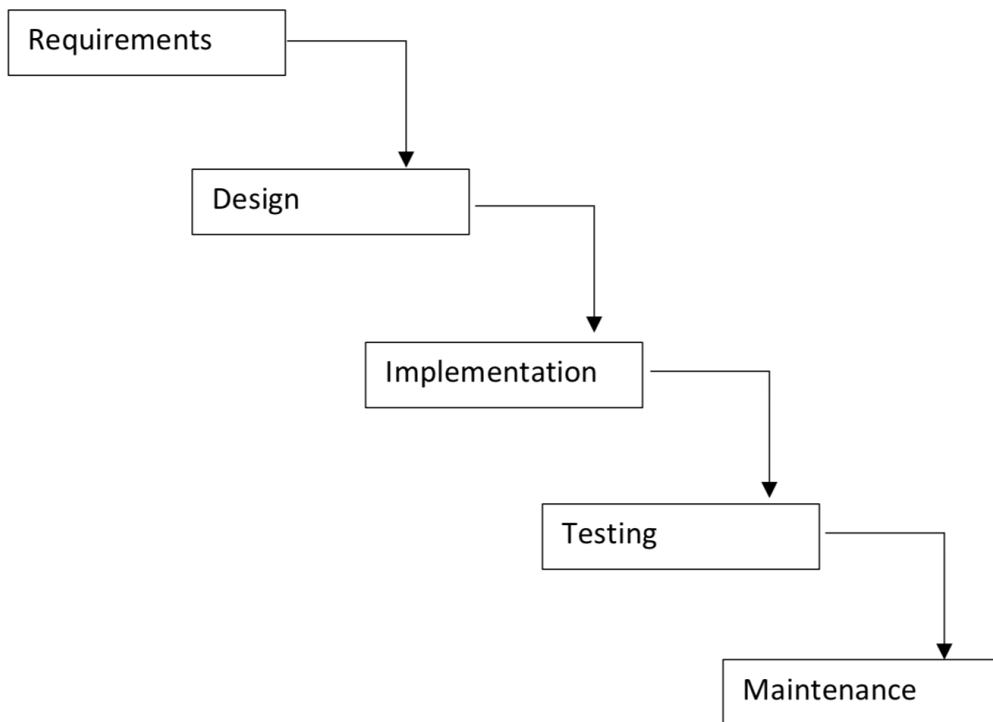 Requirements
Design
Implementation
Testing
Maintenance